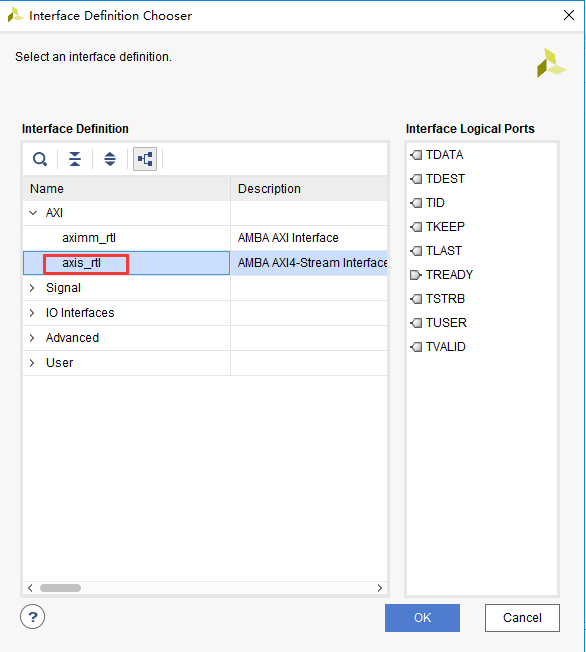 Interface Definition Chooser
Select an interface definition.
Interface Definition
Name Description
AXI
aximm_rtl AMBA AXI Interface
axis_rtl AMBA AXI4-Stream Interface
Signal
IO Interfaces
Advanced
User
Interface Logical Ports
TDATA
TDEST
TID
TKEEP
TLAST
TREADY
TSTRB
TUSER
TVALID
?
OK
Cancel